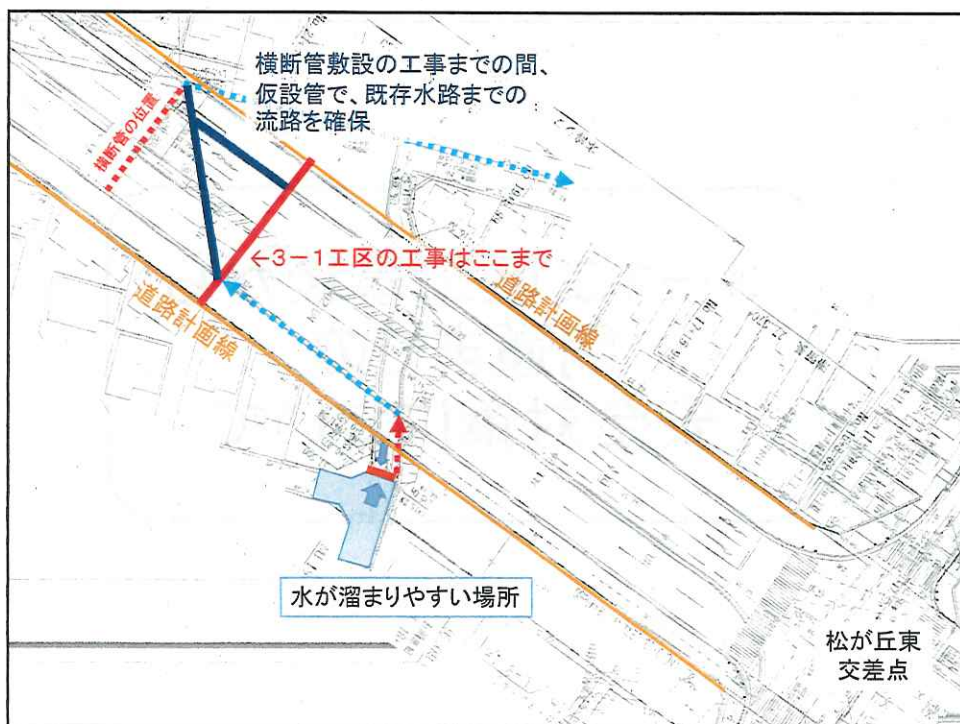 横断管敷設の工事までの間、
仮設管で、既存水路までの
流路を確保
横断管の位置
←3－1工区の工事はここまで
道路計画線
道路計画線
水が溜まりやすい場所
松が丘東
交差点